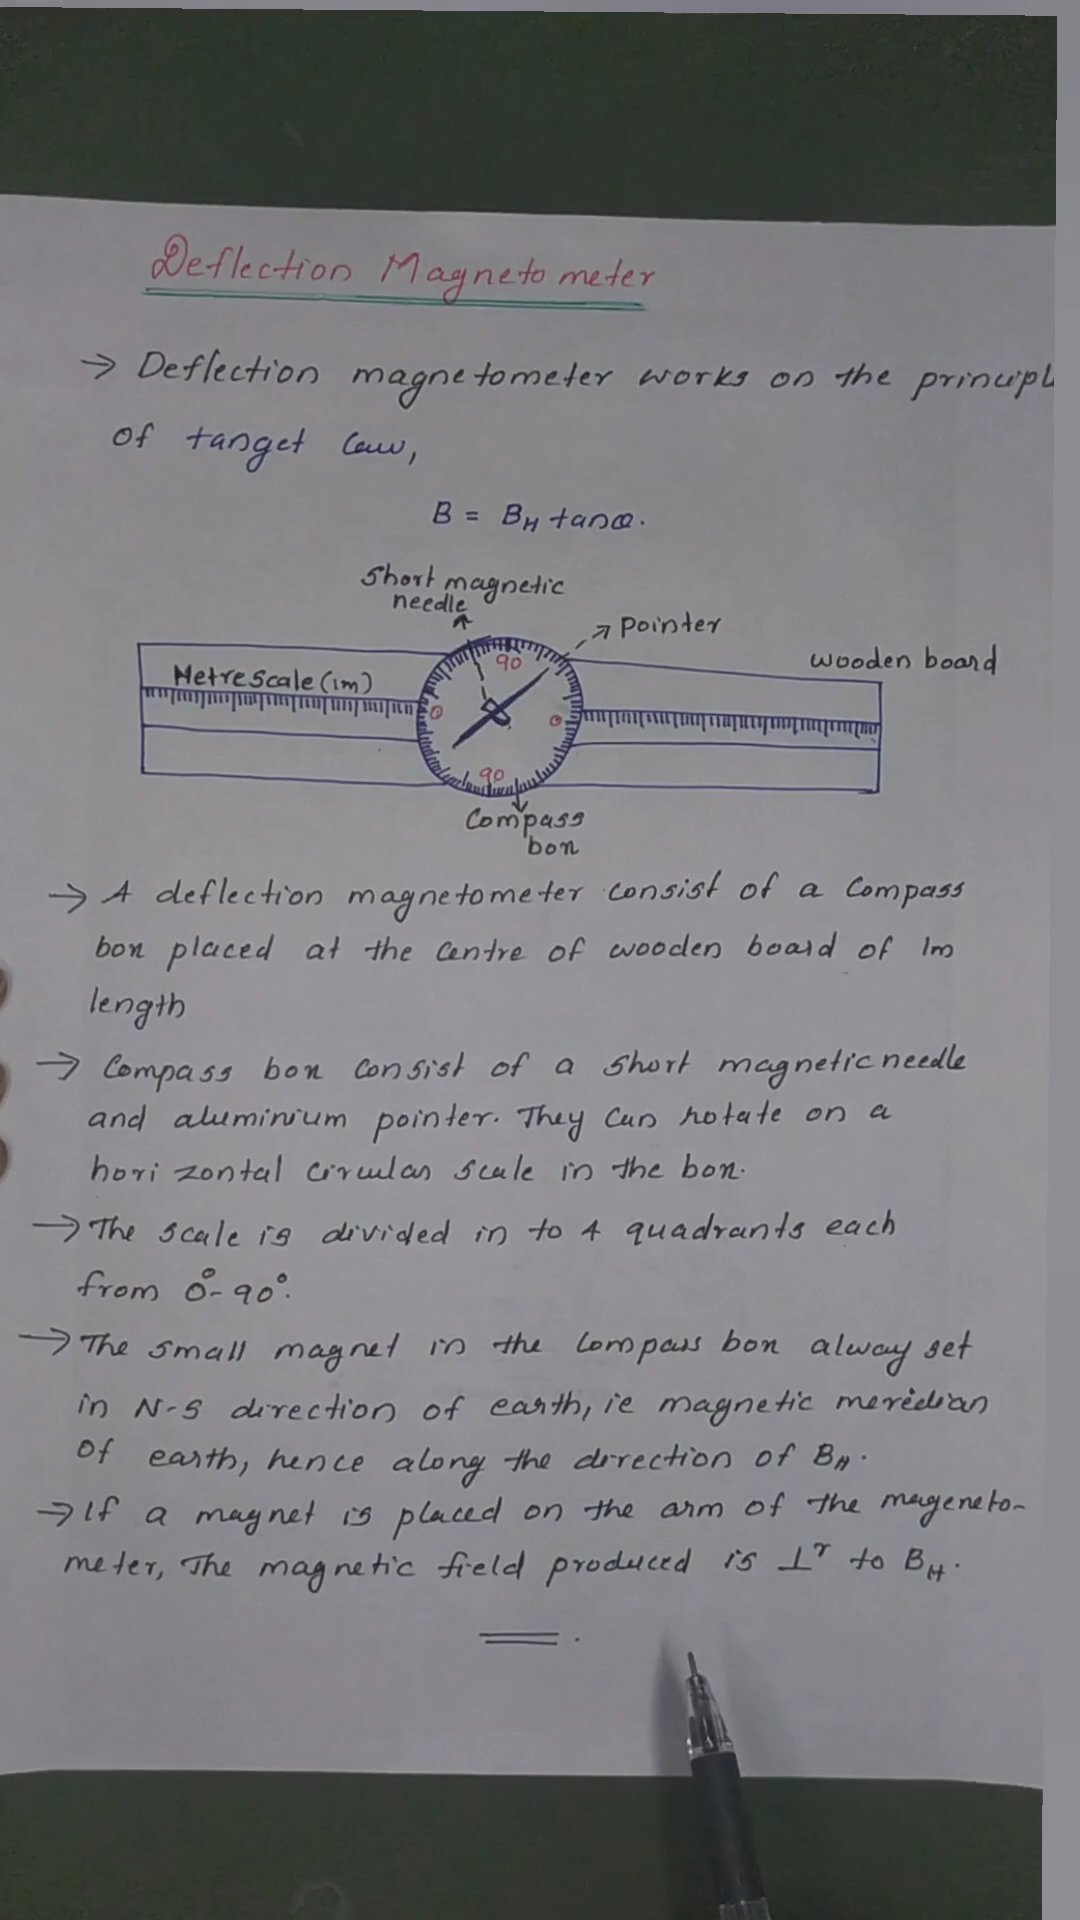 Deflection Magnetometer
→ Deflection magnetometer works on the principl
of tanget law,
B = BH tanθ.
Short magnetic
needle
pointer
wooden board
Metrescale (1m)
90
0
0
90
Compass
box
→ A deflection magnetometer consist of a Compass
box placed at the centre of wooden board of 1m
length
→ Compass box consist of a short magnetic needle
and aluminium pointer. They can rotate on a
horizontal circular scale in the box.
→ The scale is divided in to 4 quadrants each
from 0°-90°.
→ The small magnet in the Compass box alway set
in N-S direction of earth, ie magnetic meredian
of earth, hence along the direction of BH.
→ If a magnet is placed on the arm of the mageneto-
meter, The magnetic field produced is ⊥r to BH.